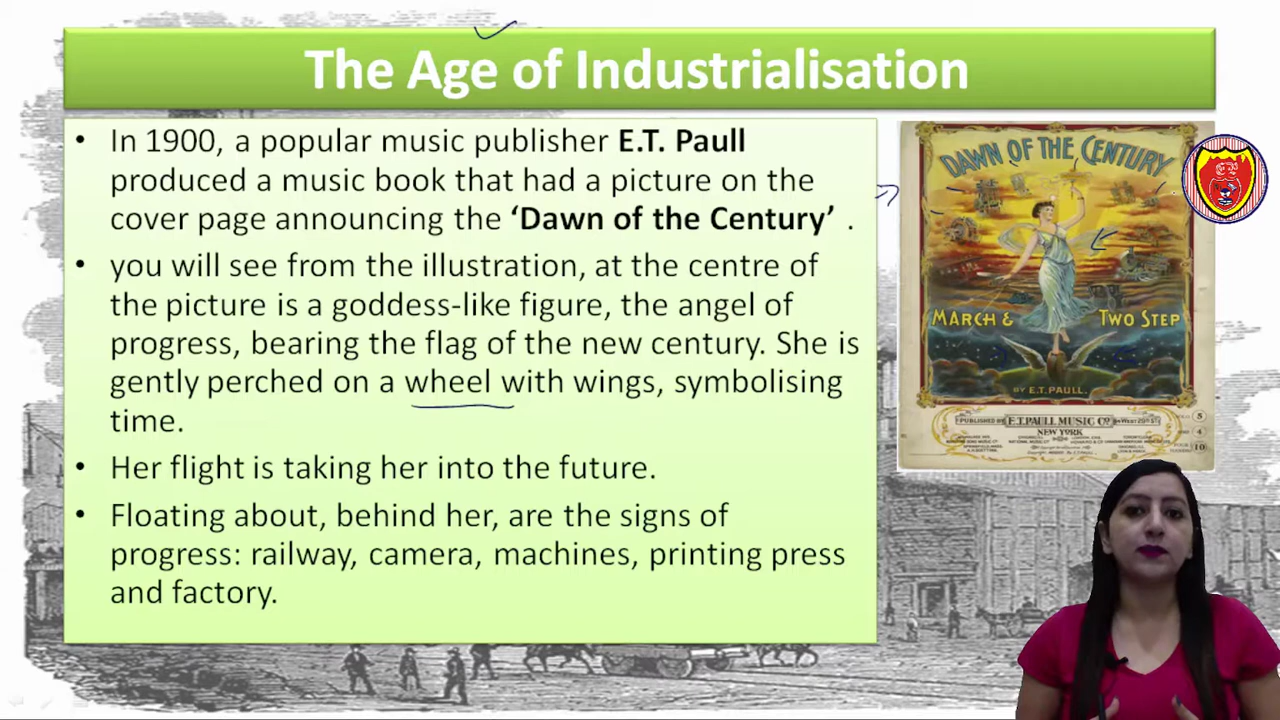 The Age of Industrialisation
• In 1900, a popular music publisher E.T. Paull
produced a music book that had a picture on the
cover page announcing the ‘Dawn of the Century’ .
• you will see from the illustration, at the centre of
the picture is a goddess-like figure, the angel of
progress, bearing the flag of the new century. She is
gently perched on a wheel with wings, symbolising
time.
• Her flight is taking her into the future.
• Floating about, behind her, are the signs of
progress: railway, camera, machines, printing press
and factory.
DAWN OF THE CENTURY
MARCH & TWO STEP
BY E.T. PAULL.
PUBLISHED BY E.T. PAULL MUSIC CO
NEW YORK
5
4
10